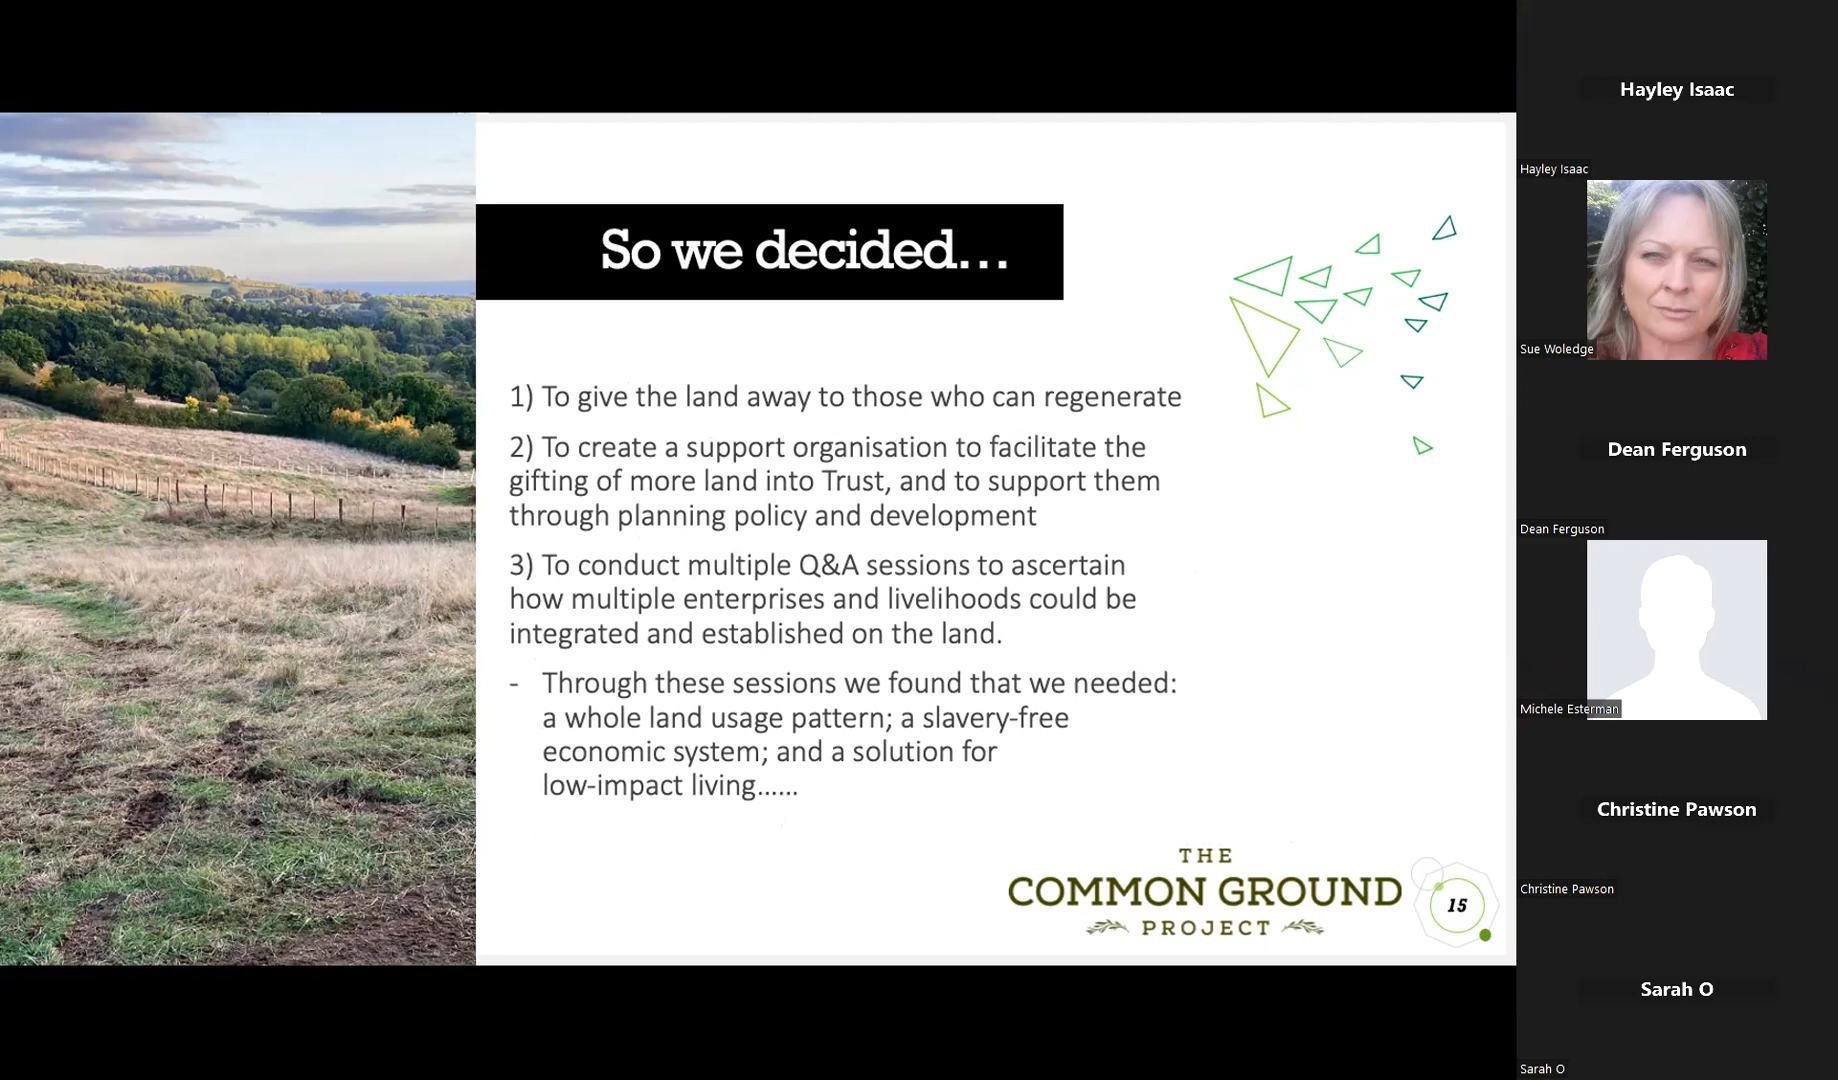 So we decided…
1) To give the land away to those who can regenerate
2) To create a support organisation to facilitate the
gifting of more land into Trust, and to support them
through planning policy and development
3) To conduct multiple Q&A sessions to ascertain
how multiple enterprises and livelihoods could be
integrated and established on the land.
- Through these sessions we found that we needed:
a whole land usage pattern; a slavery-free
economic system; and a solution for
low-impact living……
THE
COMMON GROUND
PROJECT
15
Hayley Isaac
Hayley Isaac
Sue Woledge
Dean Ferguson
Dean Ferguson
Michele Esterman
Christine Pawson
Christine Pawson
Sarah O
Sarah O